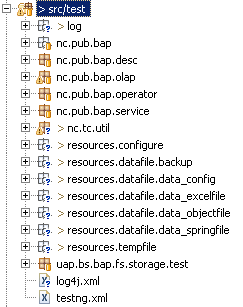 > src/test
> log
nc.pub.bap
nc.pub.bap.desc
nc.pub.bap.olap
nc.pub.bap.operator
nc.pub.bap.service
> nc.tc.util
> resources.configure
> resources.datafile.backup
> resources.datafile.data_config
> resources.datafile.data_excelfile
> resources.datafile.data_objectfile
> resources.datafile.data_springfile
> resources.tempfile
uap.bs.bap.fs.storage.test
log4j.xml
testng.xml